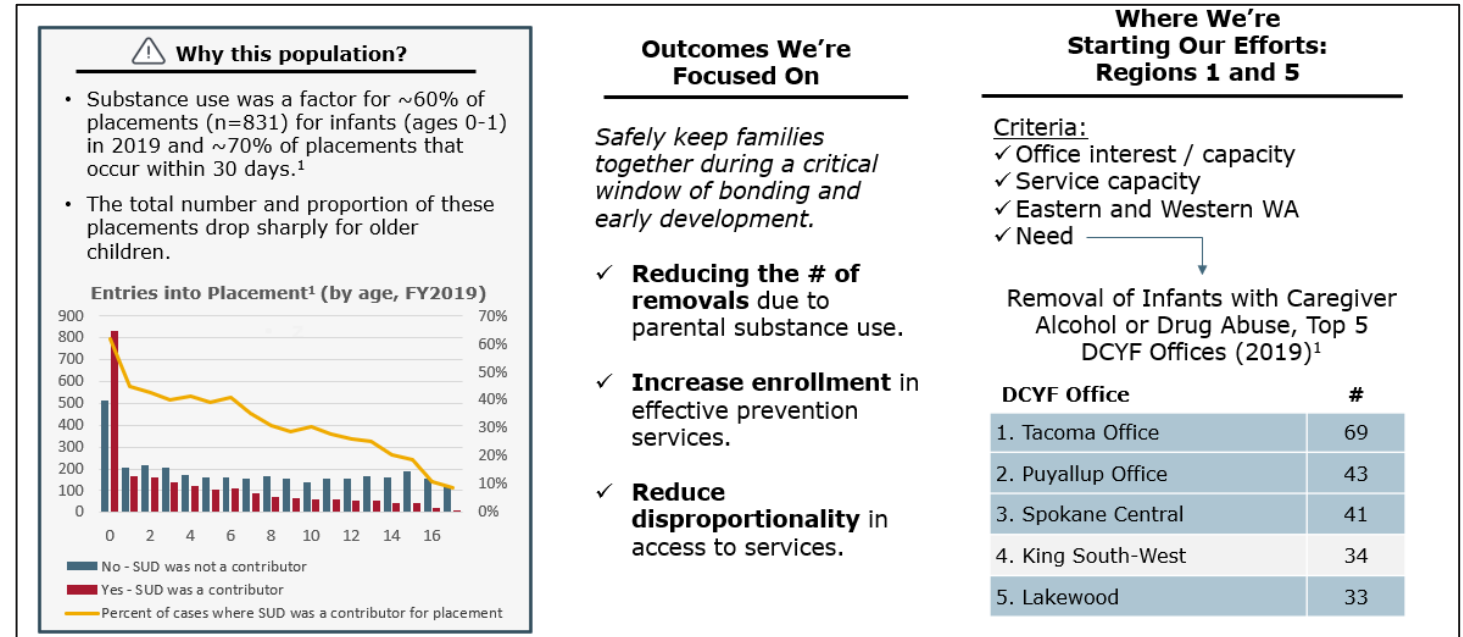 Why this population?
• Substance use was a factor for ~60% of
placements (n=831) for infants (ages 0-1)
in 2019 and ~70% of placements that
occur within 30 days.¹
• The total number and proportion of these
placements drop sharply for older
children.
Entries into Placement¹ (by age, FY2019)
900
800
700
600
500
400
300
200
100
0
70%
60%
50%
40%
30%
20%
10%
0%
0 2 4 6 8 10 12 14 16
No - SUD was not a contributor
Yes - SUD was a contributor
Percent of cases where SUD was a contributor for placement
Outcomes We're
Focused On
Safely keep families
together during a critical
window of bonding and
early development.
✓ Reducing the # of
removals due to
parental substance use.
✓ Increase enrollment in
effective prevention
services.
✓ Reduce
disproportionality in
access to services.
Where We're
Starting Our Efforts:
Regions 1 and 5
Criteria:
✓ Office interest / capacity
✓ Service capacity
✓ Eastern and Western WA
✓ Need
Removal of Infants with Caregiver
Alcohol or Drug Abuse, Top 5
DCYF Offices (2019)¹
DCYF Office #
1. Tacoma Office 69
2. Puyallup Office 43
3. Spokane Central 41
4. King South-West 34
5. Lakewood 33